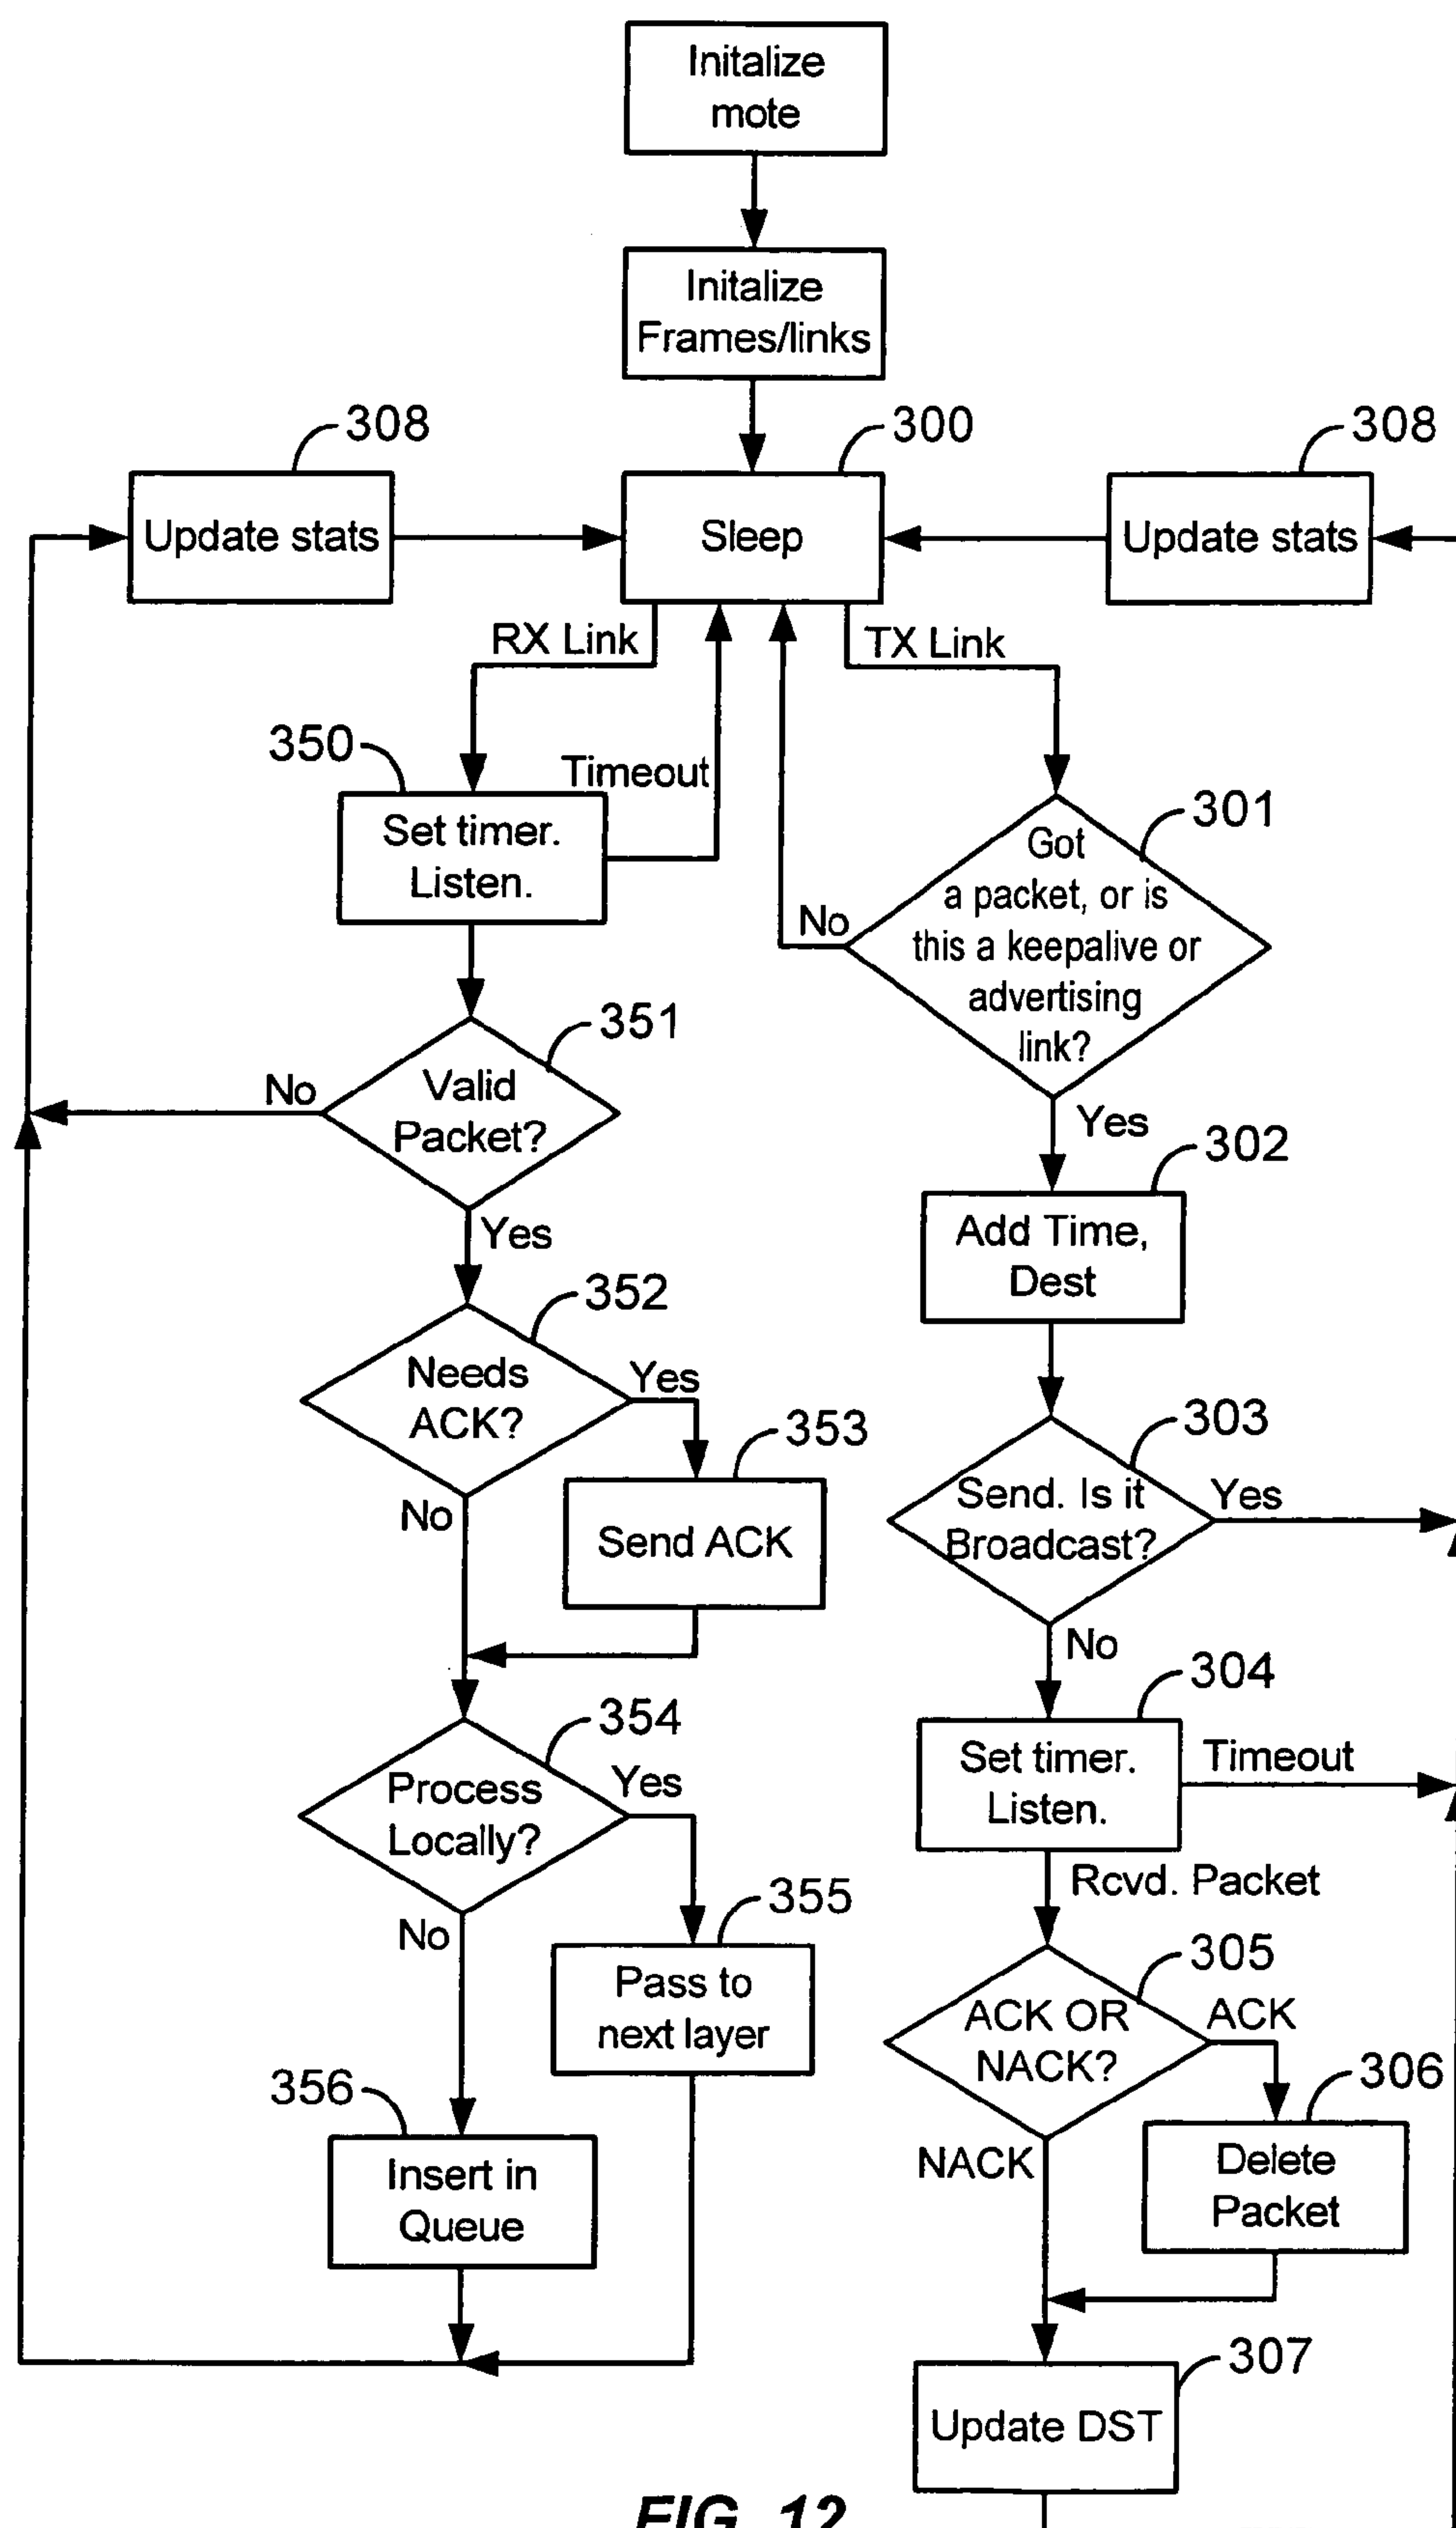 Initalize
mote
Initalize
Frames/links
308
300
308
Update stats
Sleep
Update stats
RX Link
TX Link
350
Timeout
Set timer.
Listen.
301
Got
a packet, or is
this a keepalive or
advertising
link?
No
Yes
351
Valid
Packet?
No
Yes
302
Add Time,
Dest
352
Needs
ACK?
Yes
No
353
Send ACK
303
Send. Is it
Broadcast?
Yes
No
304
Set timer.
Listen.
Timeout
Rcvd. Packet
354
Process
Locally?
Yes
No
355
Pass to
next layer
305
ACK OR
NACK?
ACK
NACK
306
Delete
Packet
356
Insert in
Queue
307
Update DST
FIG. 12